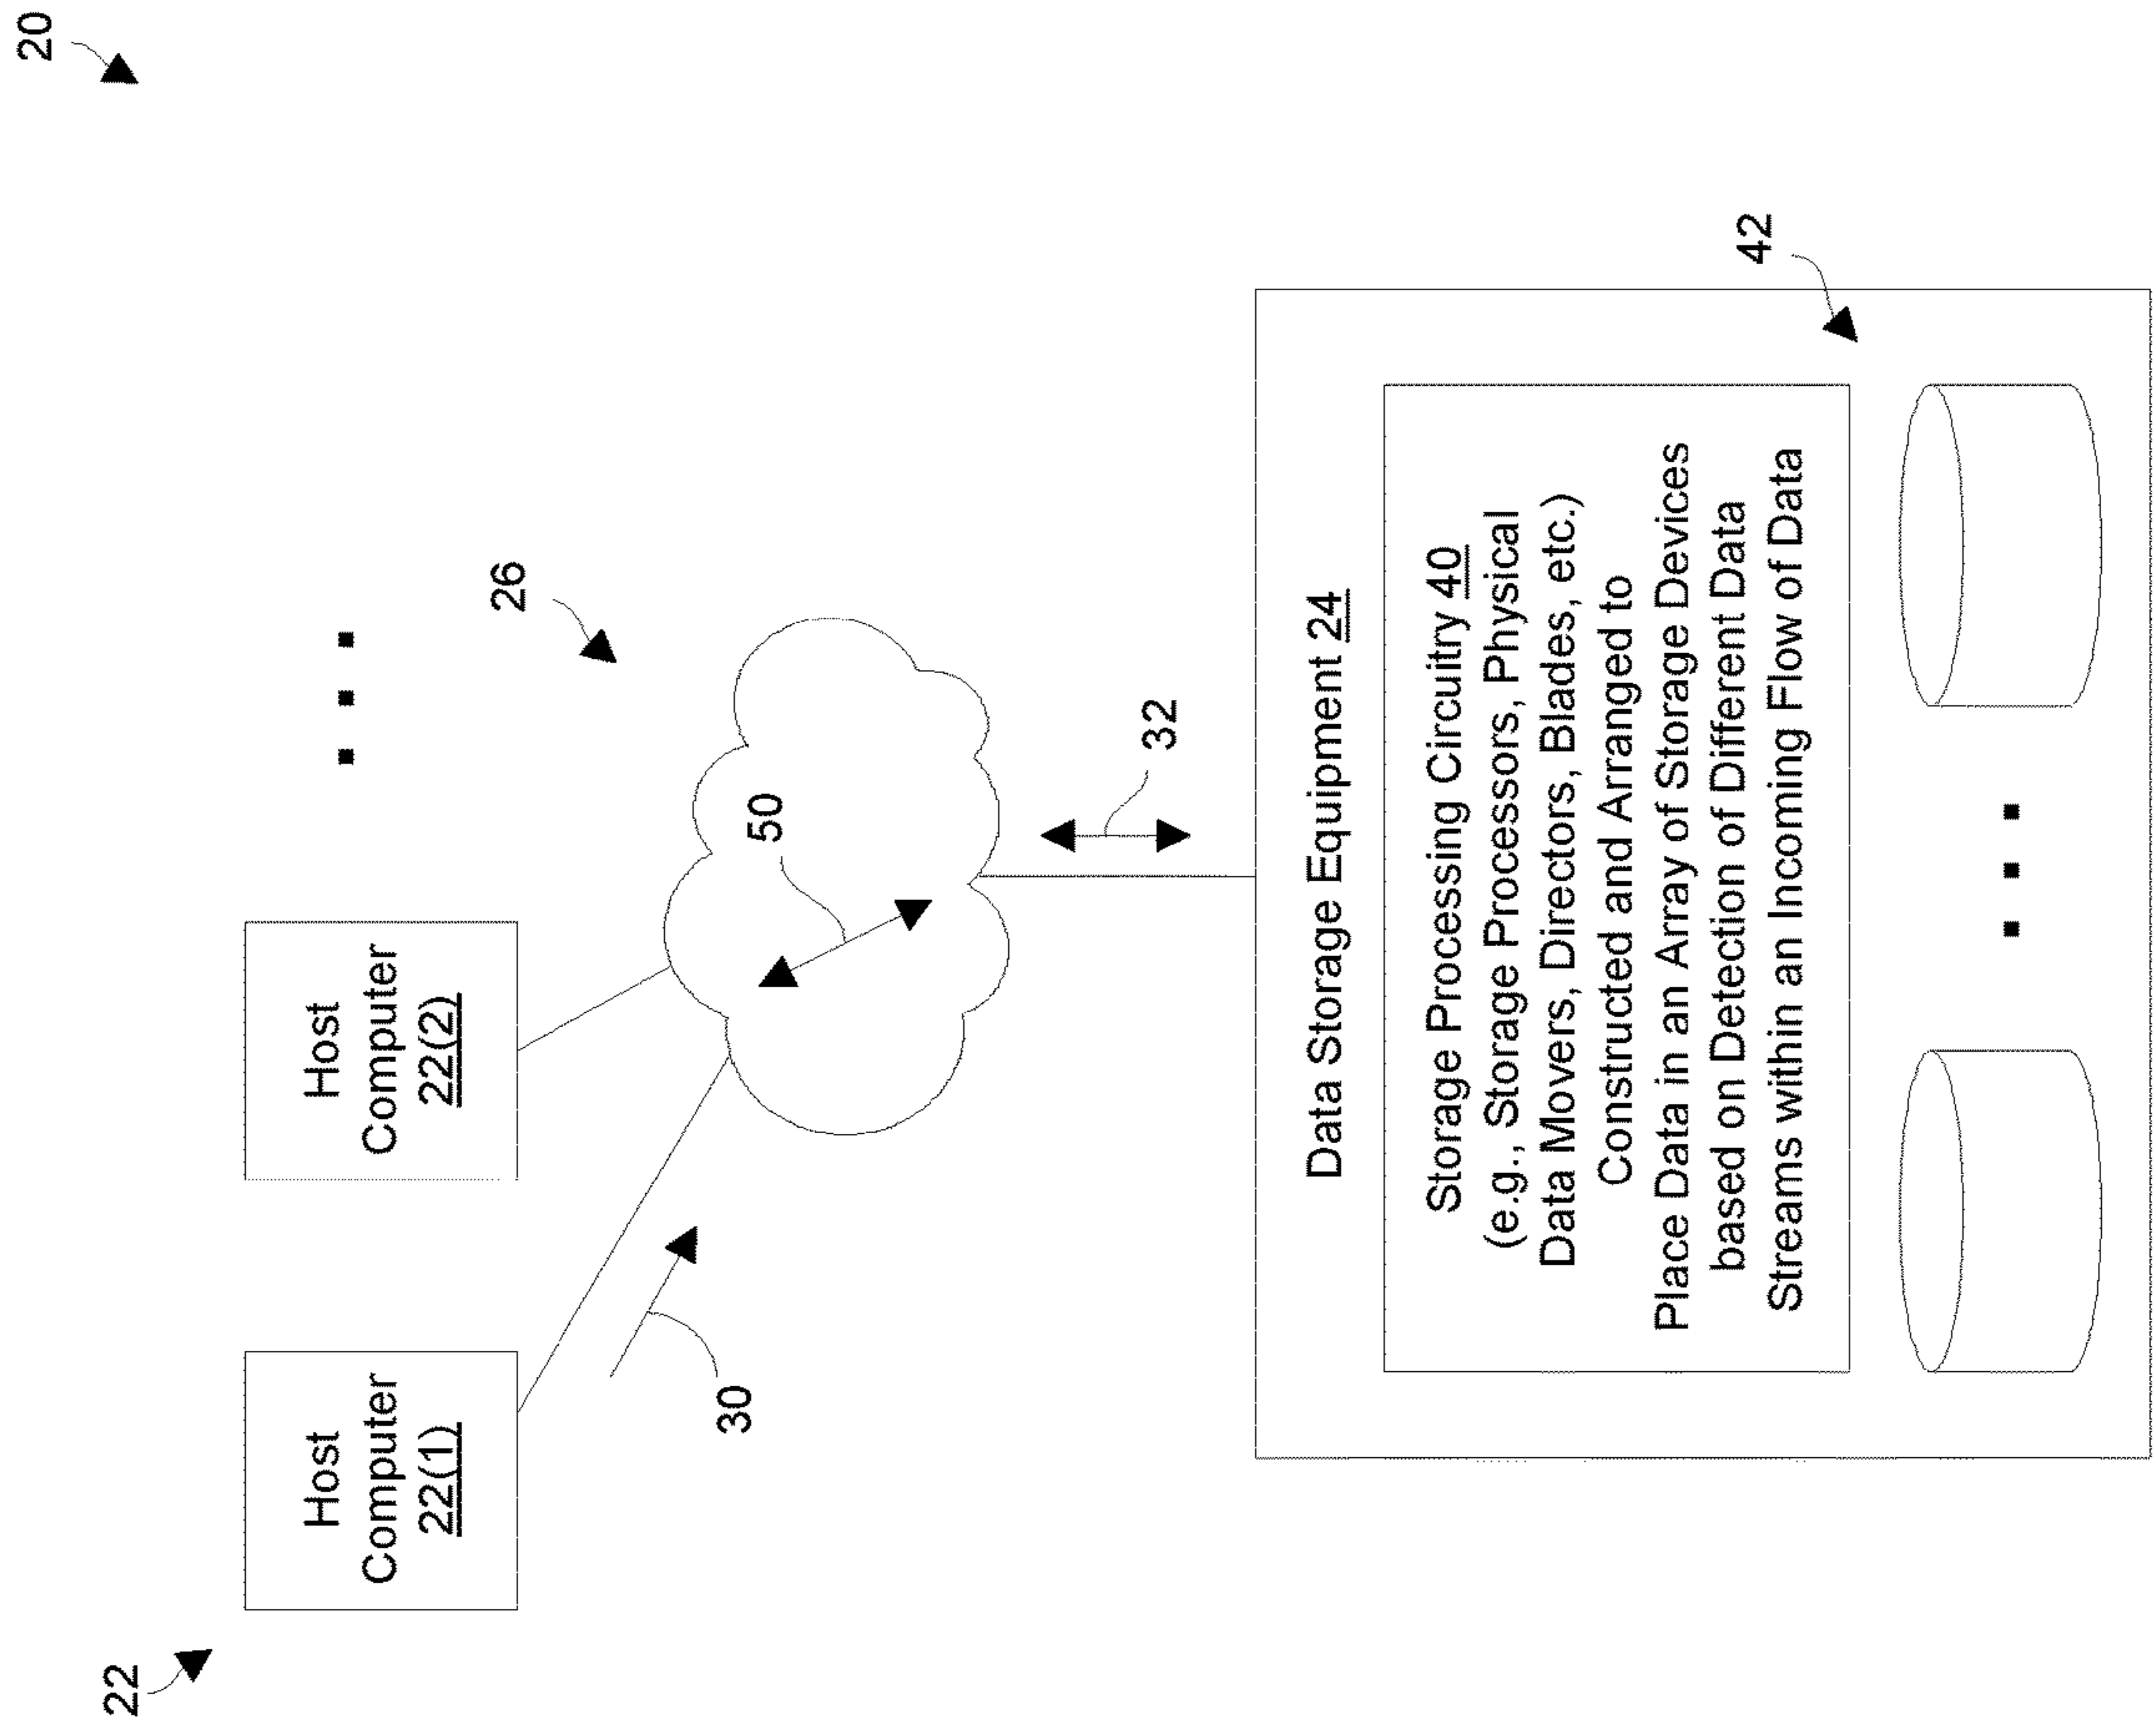 20
22
Host
Computer
22(1)
Host
Computer
22(2)
26
30
50
32
Data Storage Equipment 24
Storage Processing Circuitry 40
(e.g., Storage Processors, Physical
Data Movers, Directors, Blades, etc.)
Constructed and Arranged to
Place Data in an Array of Storage Devices
based on Detection of Different Data
Streams within an Incoming Flow of Data
42